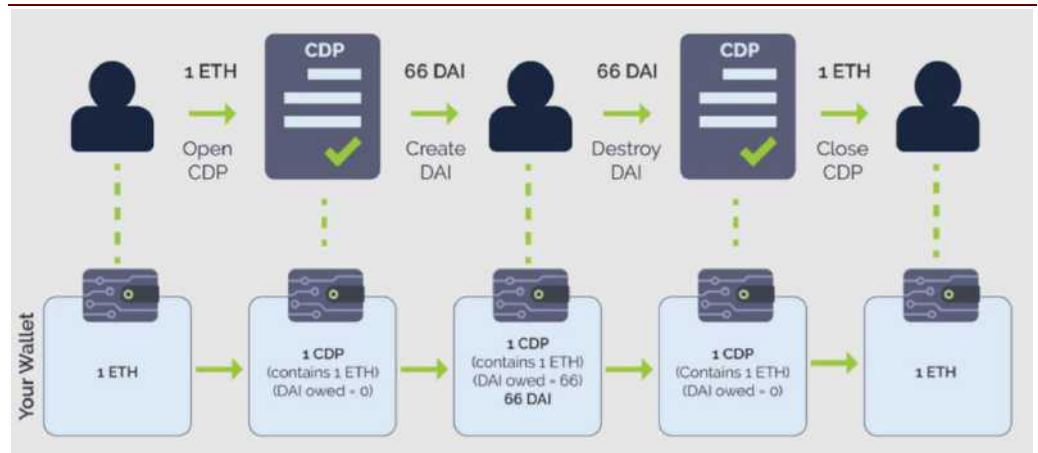 CDP
CDP
1 ETH
66 DAI
66 DAI
1 ETH
Open
CDP
Create
DAI
Destroy
DAI
Close
CDP
Your Wallet
1 ETH
1 CDP
(contains 1 ETH)
(DAI owed = 0)
1 CDP
(contains 1 ETH)
(DAI owed = 66)
66 DAI
1 CDP
(Contains 1 ETH)
(DAI owed = 0)
1 ETH